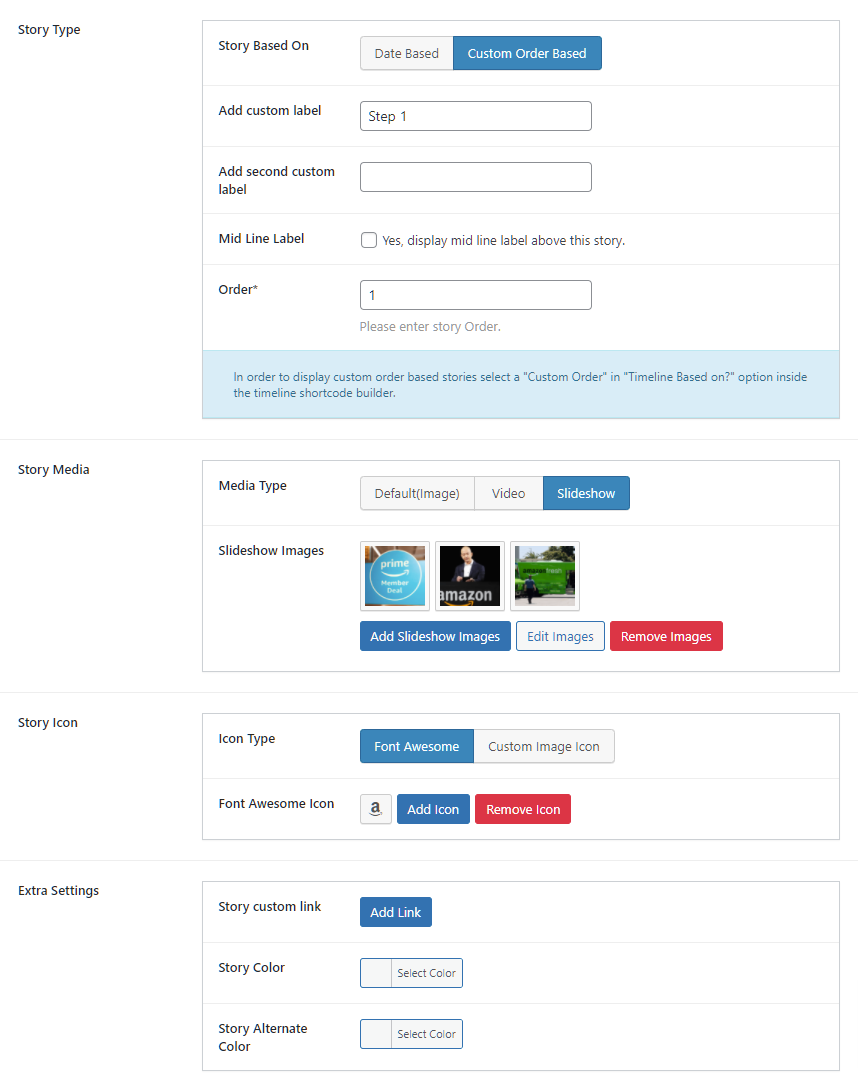 Story Type
Story Based On
Date Based
Custom Order Based
Add custom label
Step 1
Add second custom
label
Mid Line Label
Yes, display mid line label above this story.
Order*
1
Please enter story Order.
In order to display custom order based stories select a "Custom Order" in "Timeline Based on?" option inside
the timeline shortcode builder.
Story Media
Media Type
Default(Image)
Video
Slideshow
Slideshow Images
prime
Member
Deal
amazon
amazon fresh
Add Slideshow Images
Edit Images
Remove Images
Story Icon
Icon Type
Font Awesome
Custom Image Icon
Font Awesome Icon
a
Add Icon
Remove Icon
Extra Settings
Story custom link
Add Link
Story Color
Select Color
Story Alternate
Color
Select Color